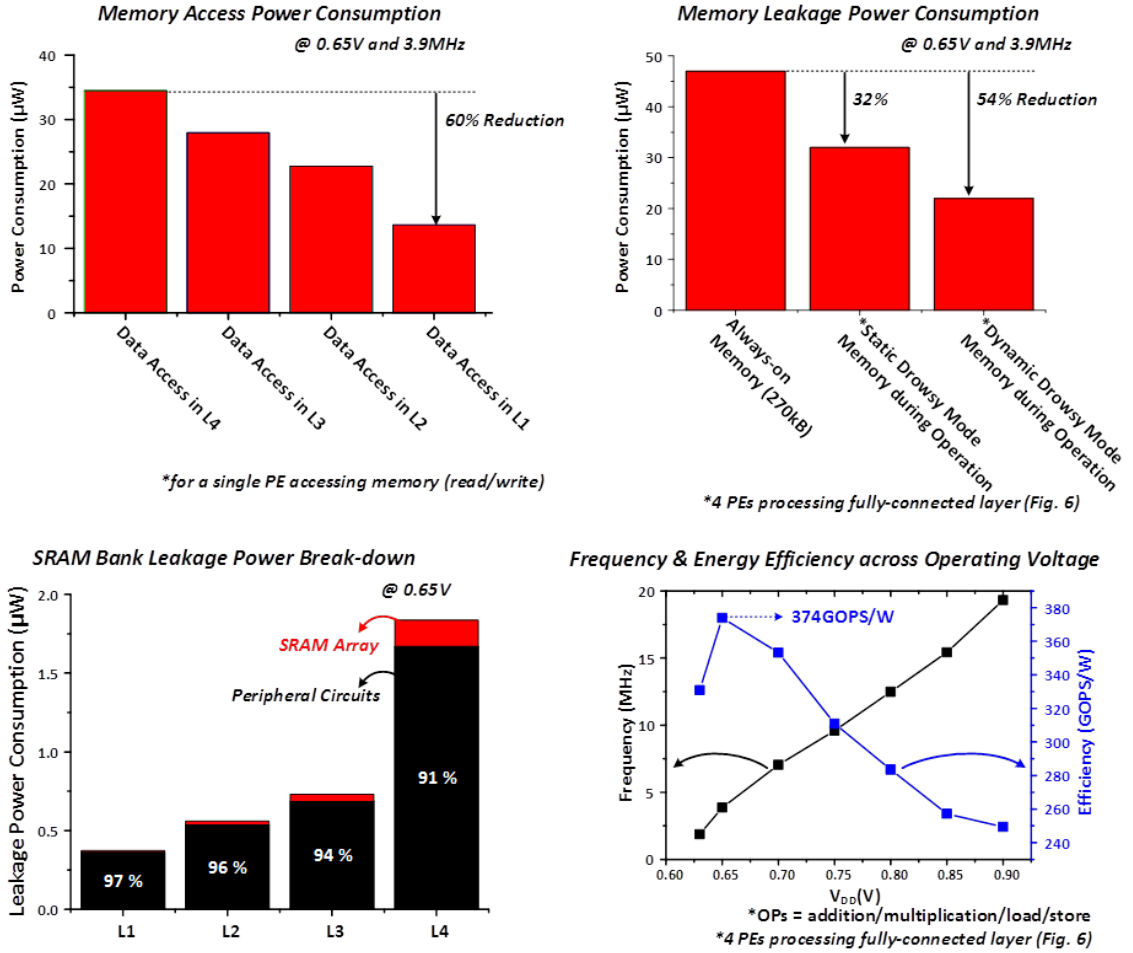 Memory Access Power Consumption
@ 0.65V and 3.9MHz
Power Consumption (µW)
40
30
20
10
0
60% Reduction
Data Access in L4
Data Access in L3
Data Access in L2
Data Access in L1
*for a single PE accessing memory (read/write)
Memory Leakage Power Consumption
@ 0.65V and 3.9MHz
Power Consumption (µW)
50
40
30
20
10
0
32%
54% Reduction
Always-on
Memory (270kB)
*Static Drowsy Mode
Memory during Operation
*Dynamic Drowsy Mode
Memory during Operation
*4 PEs processing fully-connected layer (Fig. 6)
SRAM Bank Leakage Power Break-down
@ 0.65V
Leakage Power Consumption (µW)
2.0
1.5
1.0
0.5
0.0
SRAM Array
Peripheral Circuits
97 %
96 %
94 %
91 %
L1
L2
L3
L4
Frequency & Energy Efficiency across Operating Voltage
Frequency (MHz)
20
15
10
5
0
374GOPS/W
380
360
340
320
300
280
260
240
Efficiency (GOPS/W)
0.60
0.65
0.70
0.75
0.80
0.85
0.90
VDD(V)
*OPs = addition/multiplication/load/store
*4 PEs processing fully-connected layer (Fig. 6)